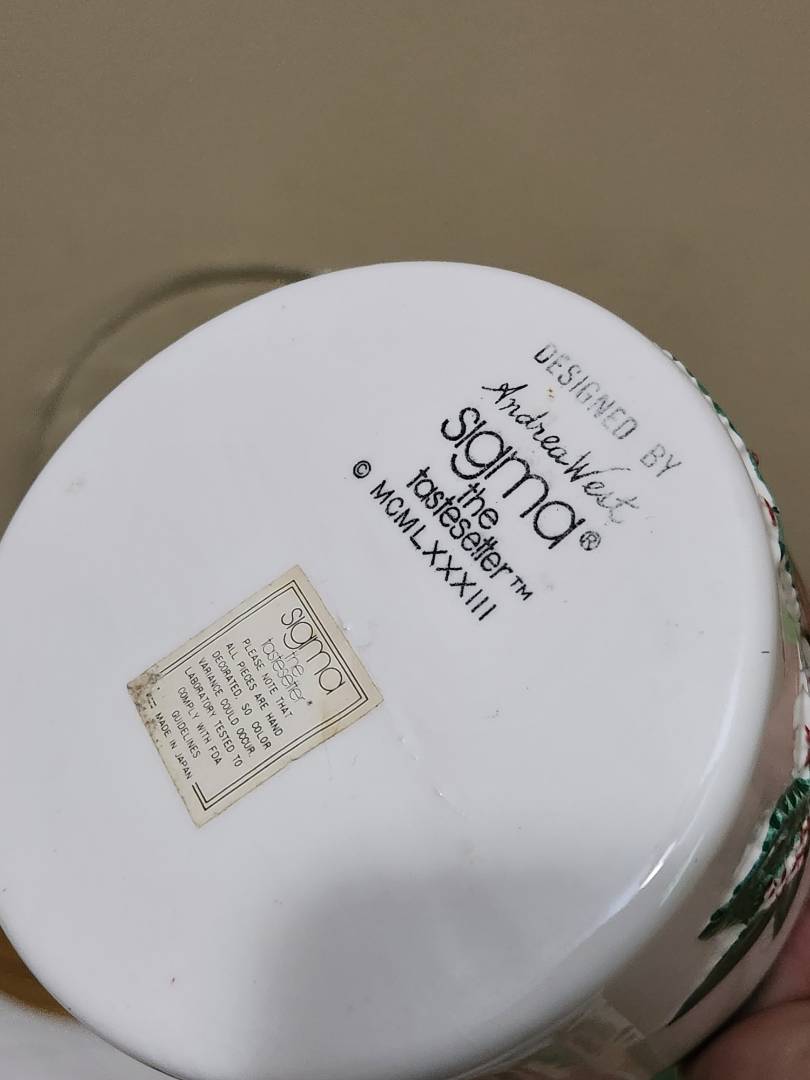 DESIGNED BY
Andrea West
sigma®
the
tastesetter™
© MCMLXXXIII
sigma
the
tastesetter®
PLEASE NOTE THAT
ALL PIECES ARE HAND
DECORATED, SO COLOR
VARIANCE COULD OCCUR.
LABORATORY TESTED TO
COMPLY WITH FDA
GUIDELINES
MADE IN JAPAN